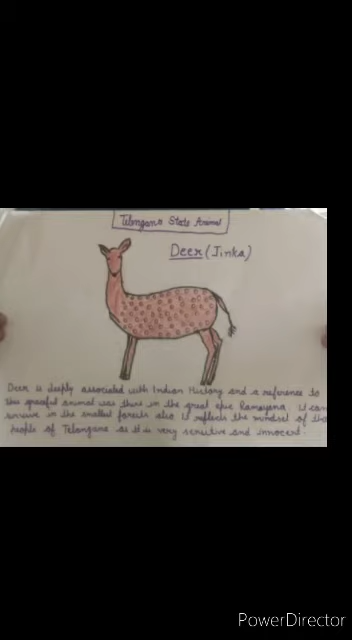 Telangana State Animal
Deer (Jinka)
Deer is deeply associated with Indian History and a reference to
this graceful animal was there in the great epic Ramayana. It can
survive in the smallest forests also. It reflects the mindset of the
People of Telangana as it is very sensitive and innocent.
PowerDirector